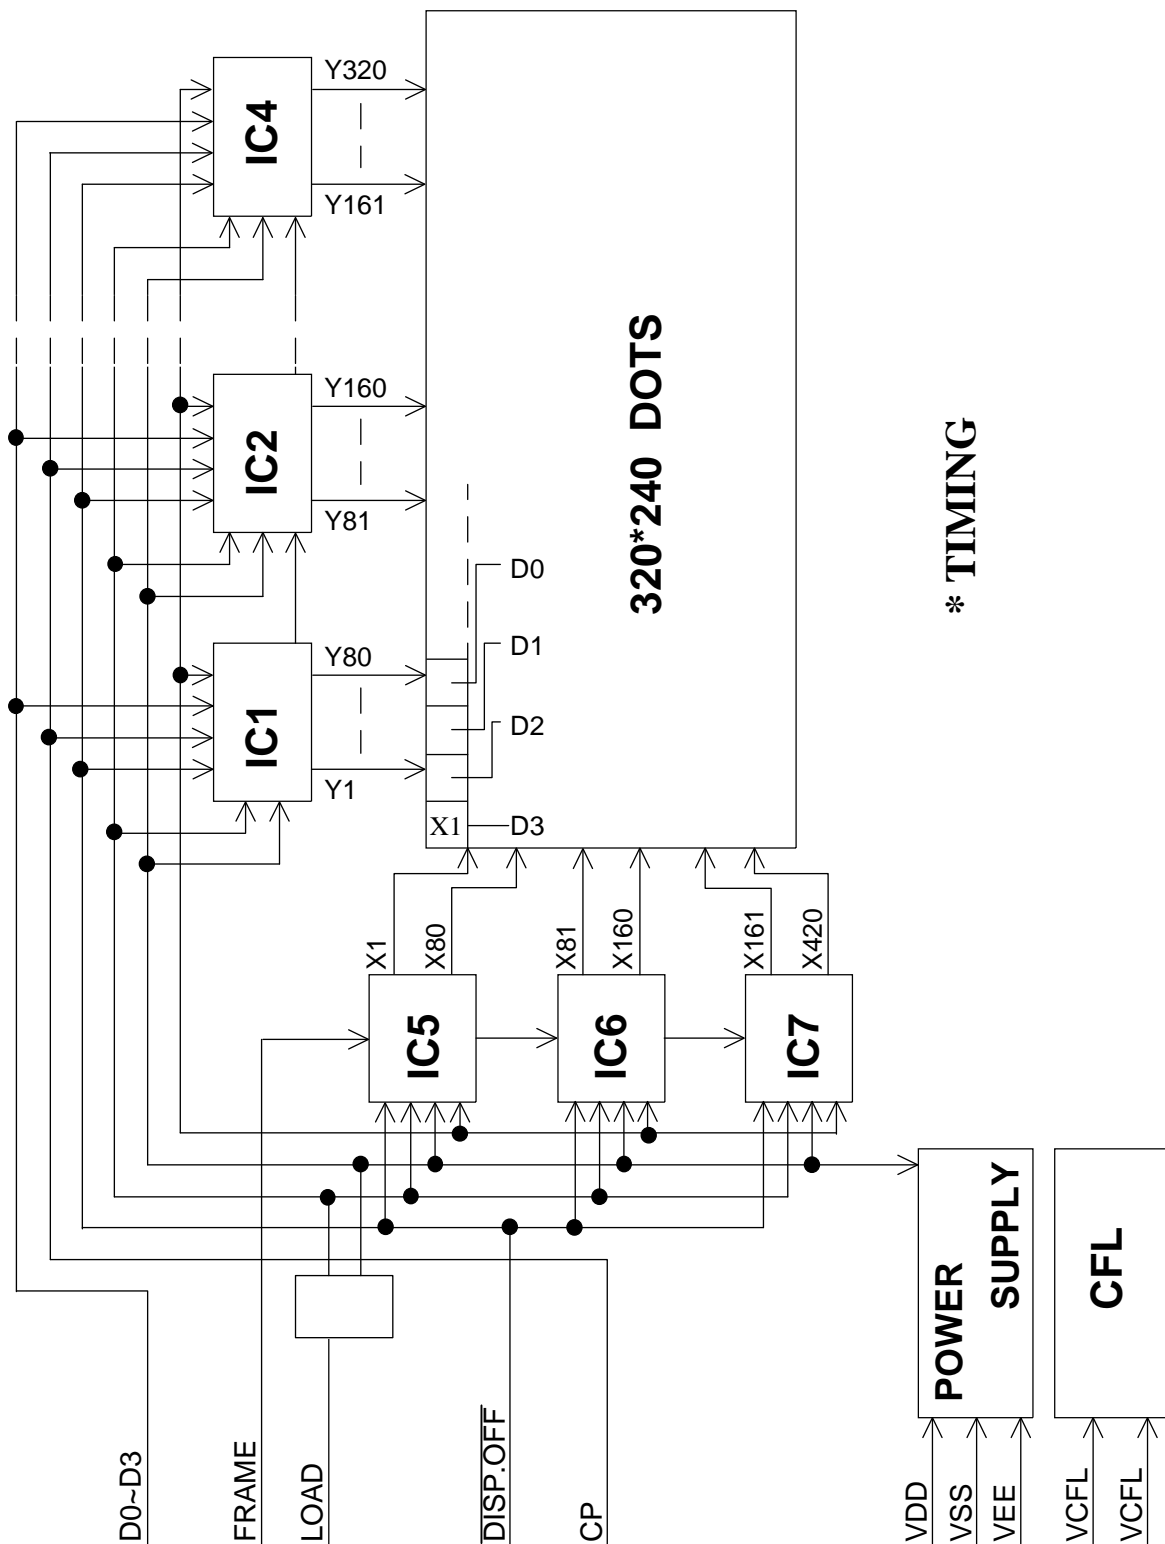 Y320
IC4
Y161
Y160
IC2
Y81
Y80
IC1
Y1
D0
D1
D2
X1
D3
320*240 DOTS
* TIMING
X1
X80
X81
X160
X161
X420
IC5
IC6
IC7
POWER
SUPPLY
CFL
D0~D3
FRAME
LOAD
DISP.OFF
CP
VDD
VSS
VEE
VCFL
VCFL